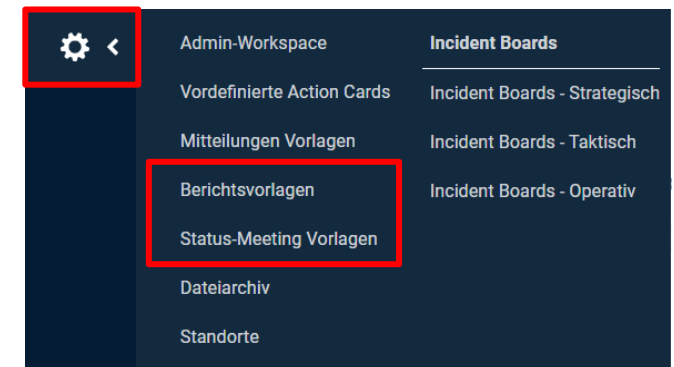 Admin-Workspace
Vordefinierte Action Cards
Mitteilungen Vorlagen
Berichtsvorlagen
Status-Meeting Vorlagen
Dateiarchiv
Standorte
Incident Boards
Incident Boards - Strategisch
Incident Boards - Taktisch
Incident Boards - Operativ